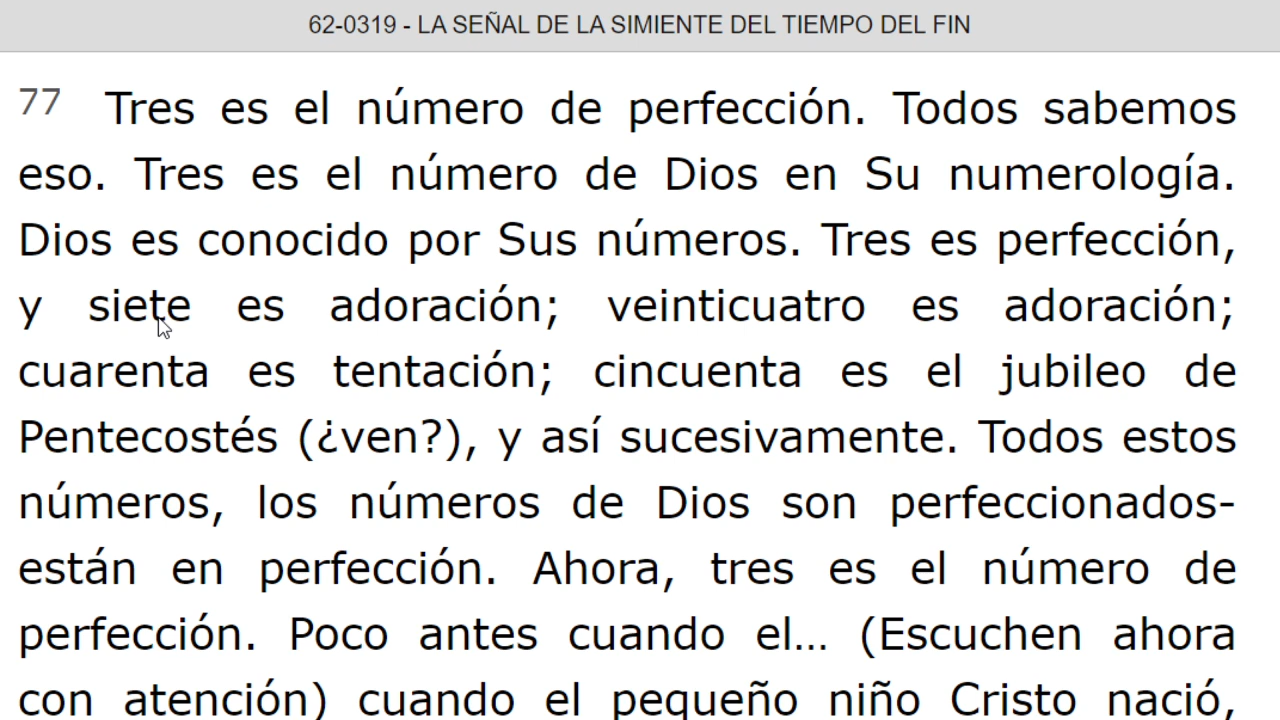 62-0319 - LA SEÑAL DE LA SIMIENTE DEL TIEMPO DEL FIN
77 Tres es el número de perfección. Todos sabemos
eso. Tres es el número de Dios en Su numerología.
Dios es conocido por Sus números. Tres es perfección,
y siete es adoración; veinticuatro es adoración;
cuarenta es tentación; cincuenta es el jubileo de
Pentecostés (¿ven?), y así sucesivamente. Todos estos
números, los números de Dios son perfeccionados-
están en perfección. Ahora, tres es el número de
perfección. Poco antes cuando el... (Escuchen ahora
con atención) cuando el pequeño niño Cristo nació,